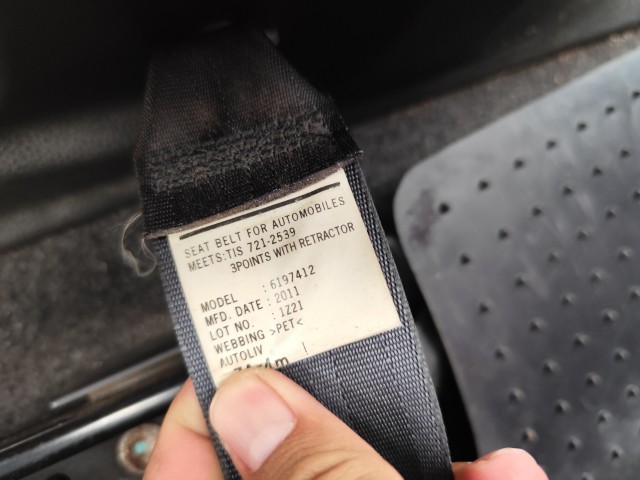 SEAT BELT FOR AUTOMOBILES
MEETS:TIS 721-2539
3POINTS WITH RETRACTOR
MODEL : 6197412
MFD. DATE : 2011
LOT NO. : 1Z21
WEBBING >PET<
AUTOLIV